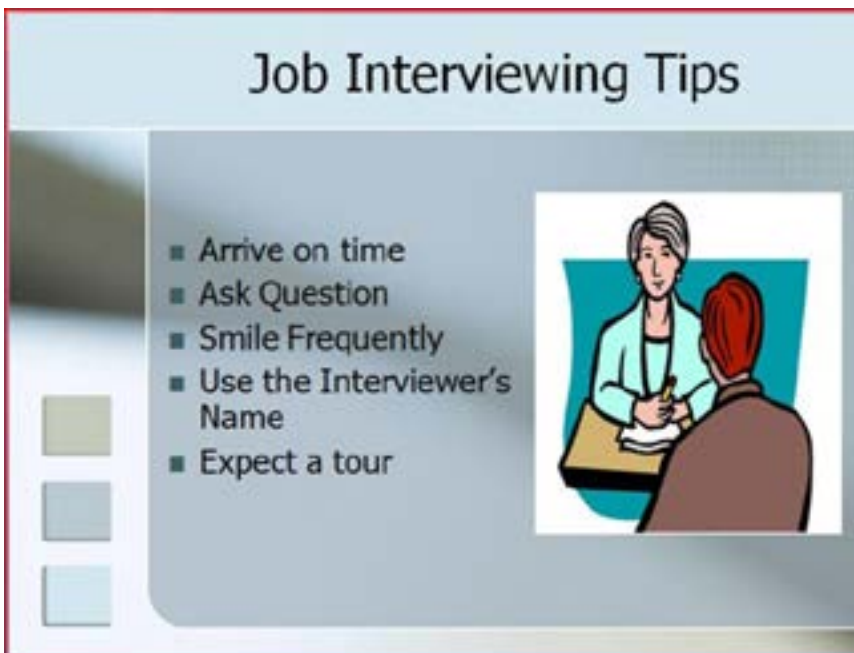 Job Interviewing Tips
Arrive on time
Ask Question
Smile Frequently
Use the Interviewer's
Name
Expect a tour